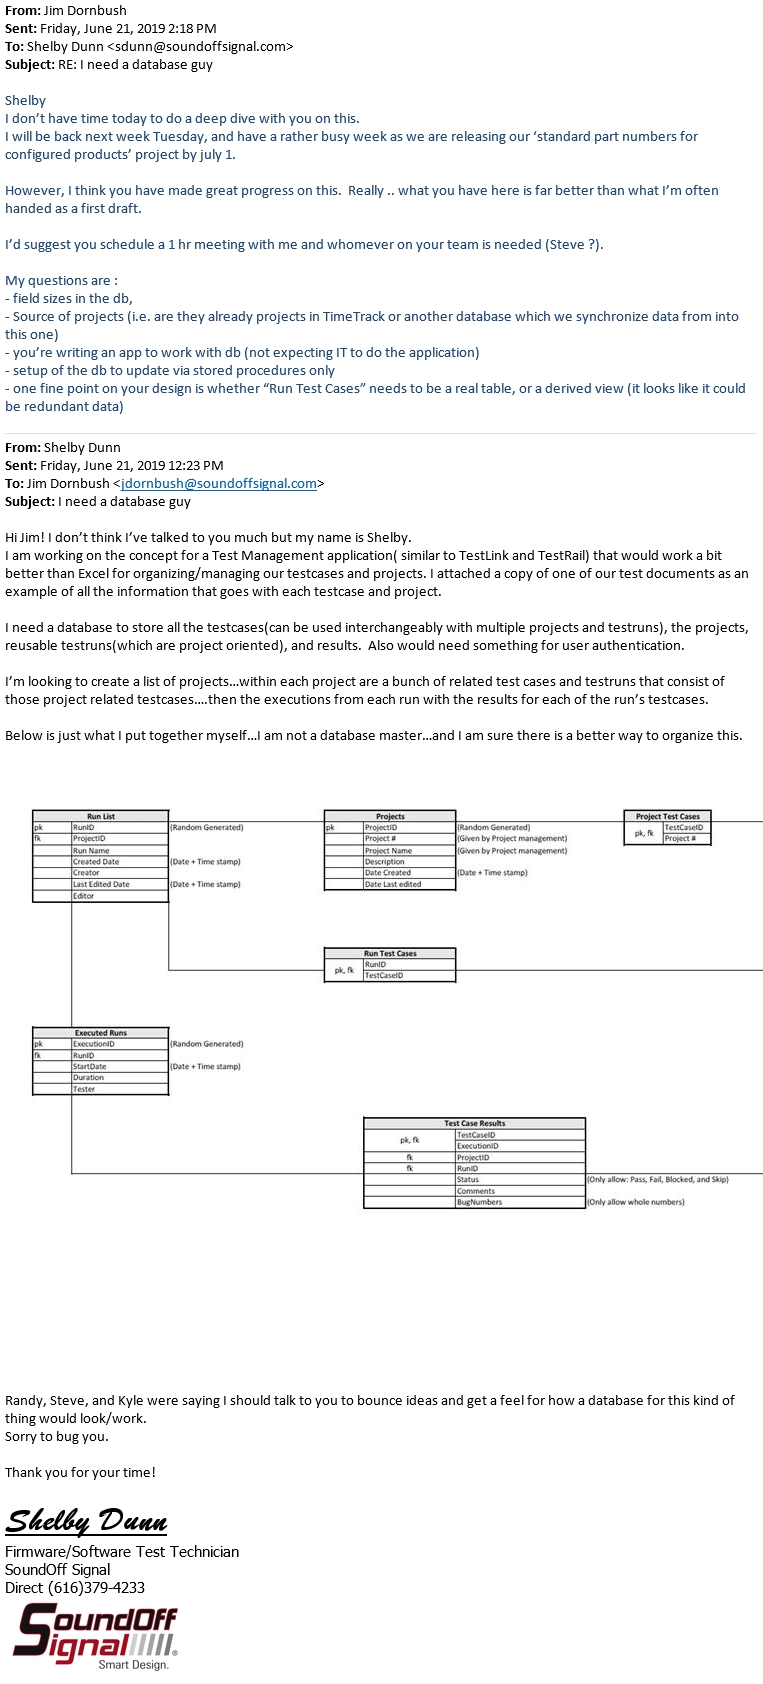 From: Jim Dornbush
Sent: Friday, June 21, 2019 2:18 PM
To: Shelby Dunn <sdunn@soundoffsignal.com>
Subject: RE: I need a database guy
Shelby
I don’t have time today to do a deep dive with you on this.
I will be back next week Tuesday, and have a rather busy week as we are releasing our ‘standard part numbers for
configured products’ project by july 1.
However, I think you have made great progress on this.  Really .. what you have here is far better than what I’m often
handed as a first draft.
I’d suggest you schedule a 1 hr meeting with me and whomever on your team is needed (Steve ?).
My questions are :
- field sizes in the db,
- Source of projects (i.e. are they already projects in TimeTrack or another database which we synchronize data from into
this one)
- you’re writing an app to work with db (not expecting IT to do the application)
- setup of the db to update via stored procedures only
- one fine point on your design is whether “Run Test Cases” needs to be a real table, or a derived view (it looks like it could
be redundant data)
From: Shelby Dunn
Sent: Friday, June 21, 2019 12:23 PM
To: Jim Dornbush <jdornbush@soundoffsignal.com>
Subject: I need a database guy
Hi Jim! I don’t think I’ve talked to you much but my name is Shelby.
I am working on the concept for a Test Management application( similar to TestLink and TestRail) that would work a bit
better than Excel for organizing/managing our testcases and projects. I attached a copy of one of our test documents as an
example of all the information that goes with each testcase and project.
I need a database to store all the testcases(can be used interchangeably with multiple projects and testruns), the projects,
reusable testruns(which are project oriented), and results.  Also would need something for user authentication.
I’m looking to create a list of projects…within each project are a bunch of related test cases and testruns that consist of
those project related testcases….then the executions from each run with the results for each of the run’s testcases.
Below is just what I put together myself…I am not a database master…and I am sure there is a better way to organize this.
Run List
pk RunID (Random Generated)
fk ProjectID
Run Name
Created Date (Date + Time stamp)
Creator
Last Edited Date (Date + Time stamp)
Editor
Projects
pk ProjectID (Random Generated)
Project # (Given by Project management)
Project Name (Given by Project management)
Description
Date Created (Date + Time stamp)
Date Last edited
Project Test Cases
pk, fk TestCaseID
Project #
Run Test Cases
pk, fk RunID
TestCaseID
Executed Runs
pk ExecutionID (Random Generated)
fk RunID
StartDate (Date + Time stamp)
Duration
Tester
Test Case Results
pk, fk TestCaseID
ExecutionID
fk ProjectID
fk RunID
Status (Only allow: Pass, Fail, Blocked, and Skip)
Comments
BugNumbers (Only allow whole numbers)
Randy, Steve, and Kyle were saying I should talk to you to bounce ideas and get a feel for how a database for this kind of
thing would look/work.
Sorry to bug you.
Thank you for your time!
Shelby Dunn
Firmware/Software Test Technician
SoundOff Signal
Direct (616)379-4233
SoundOff
Signal
Smart Design.